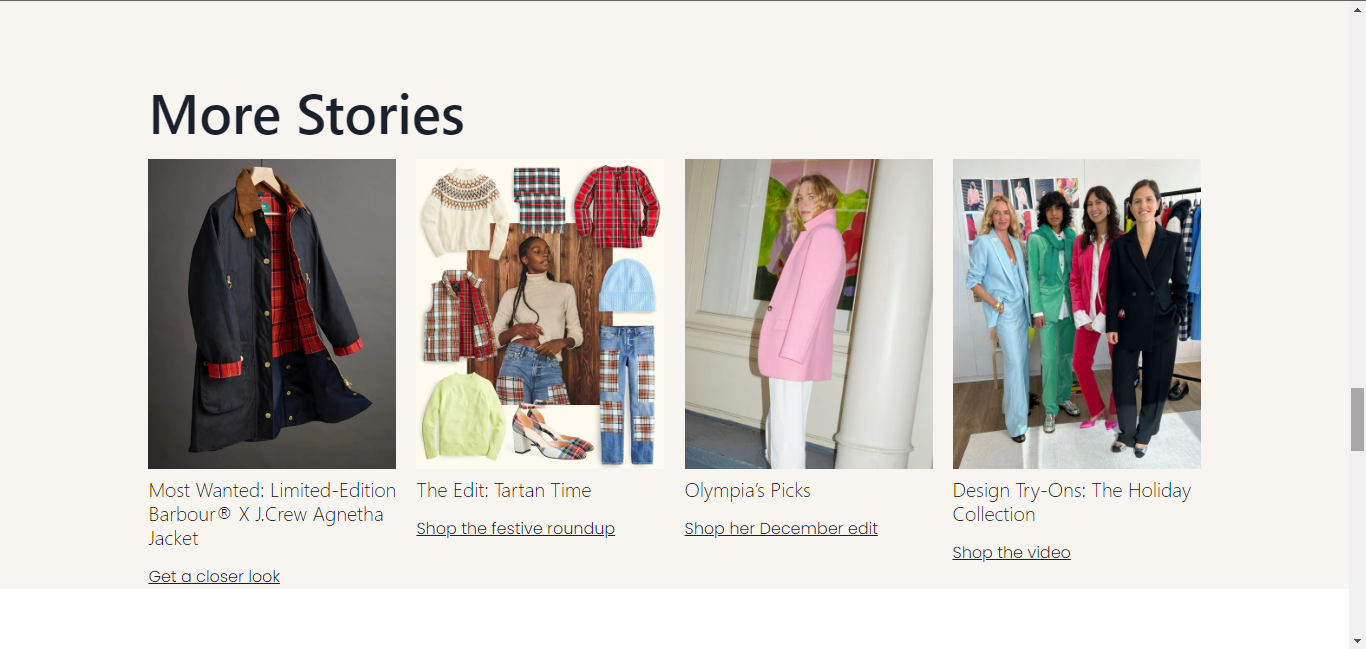 More Stories
Most Wanted: Limited-Edition
Barbour® X J.Crew Agnetha
Jacket
Get a closer look
The Edit: Tartan Time
Shop the festive roundup
Olympia’s Picks
Shop her December edit
Design Try-Ons: The Holiday
Collection
Shop the video